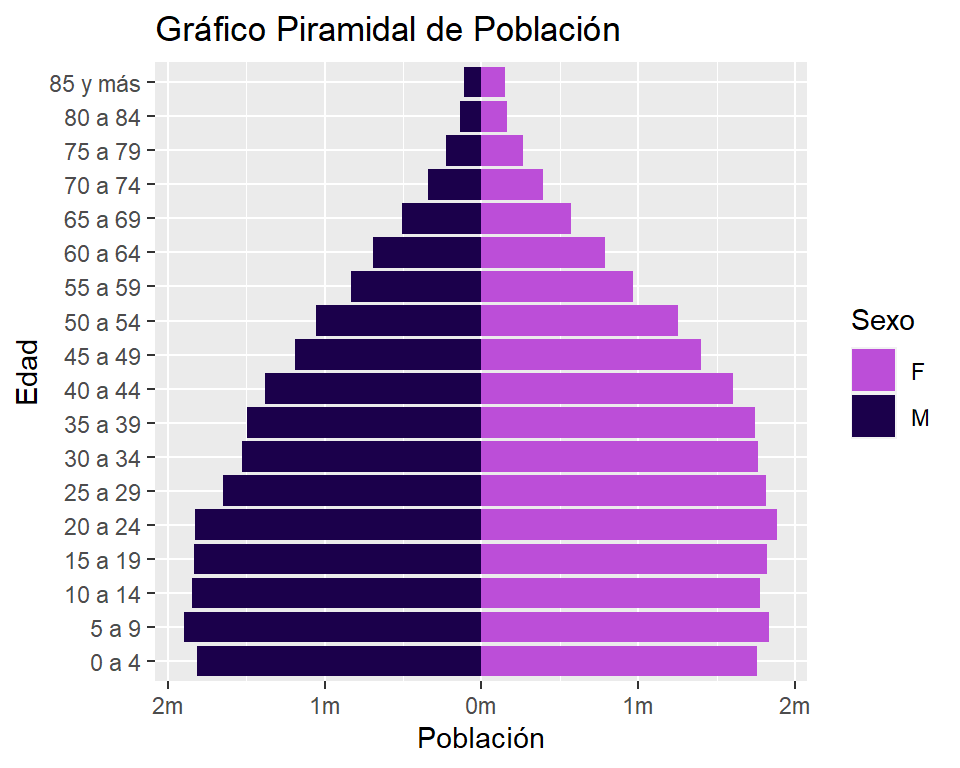 Gráfico Piramidal de Población
85 y más
80 a 84
75 a 79
70 a 74
65 a 69
60 a 64
55 a 59
50 a 54
45 a 49
40 a 44
35 a 39
30 a 34
25 a 29
20 a 24
15 a 19
10 a 14
5 a 9
0 a 4
Edad
2m 1m 0m 1m 2m
Población
Sexo
F
M